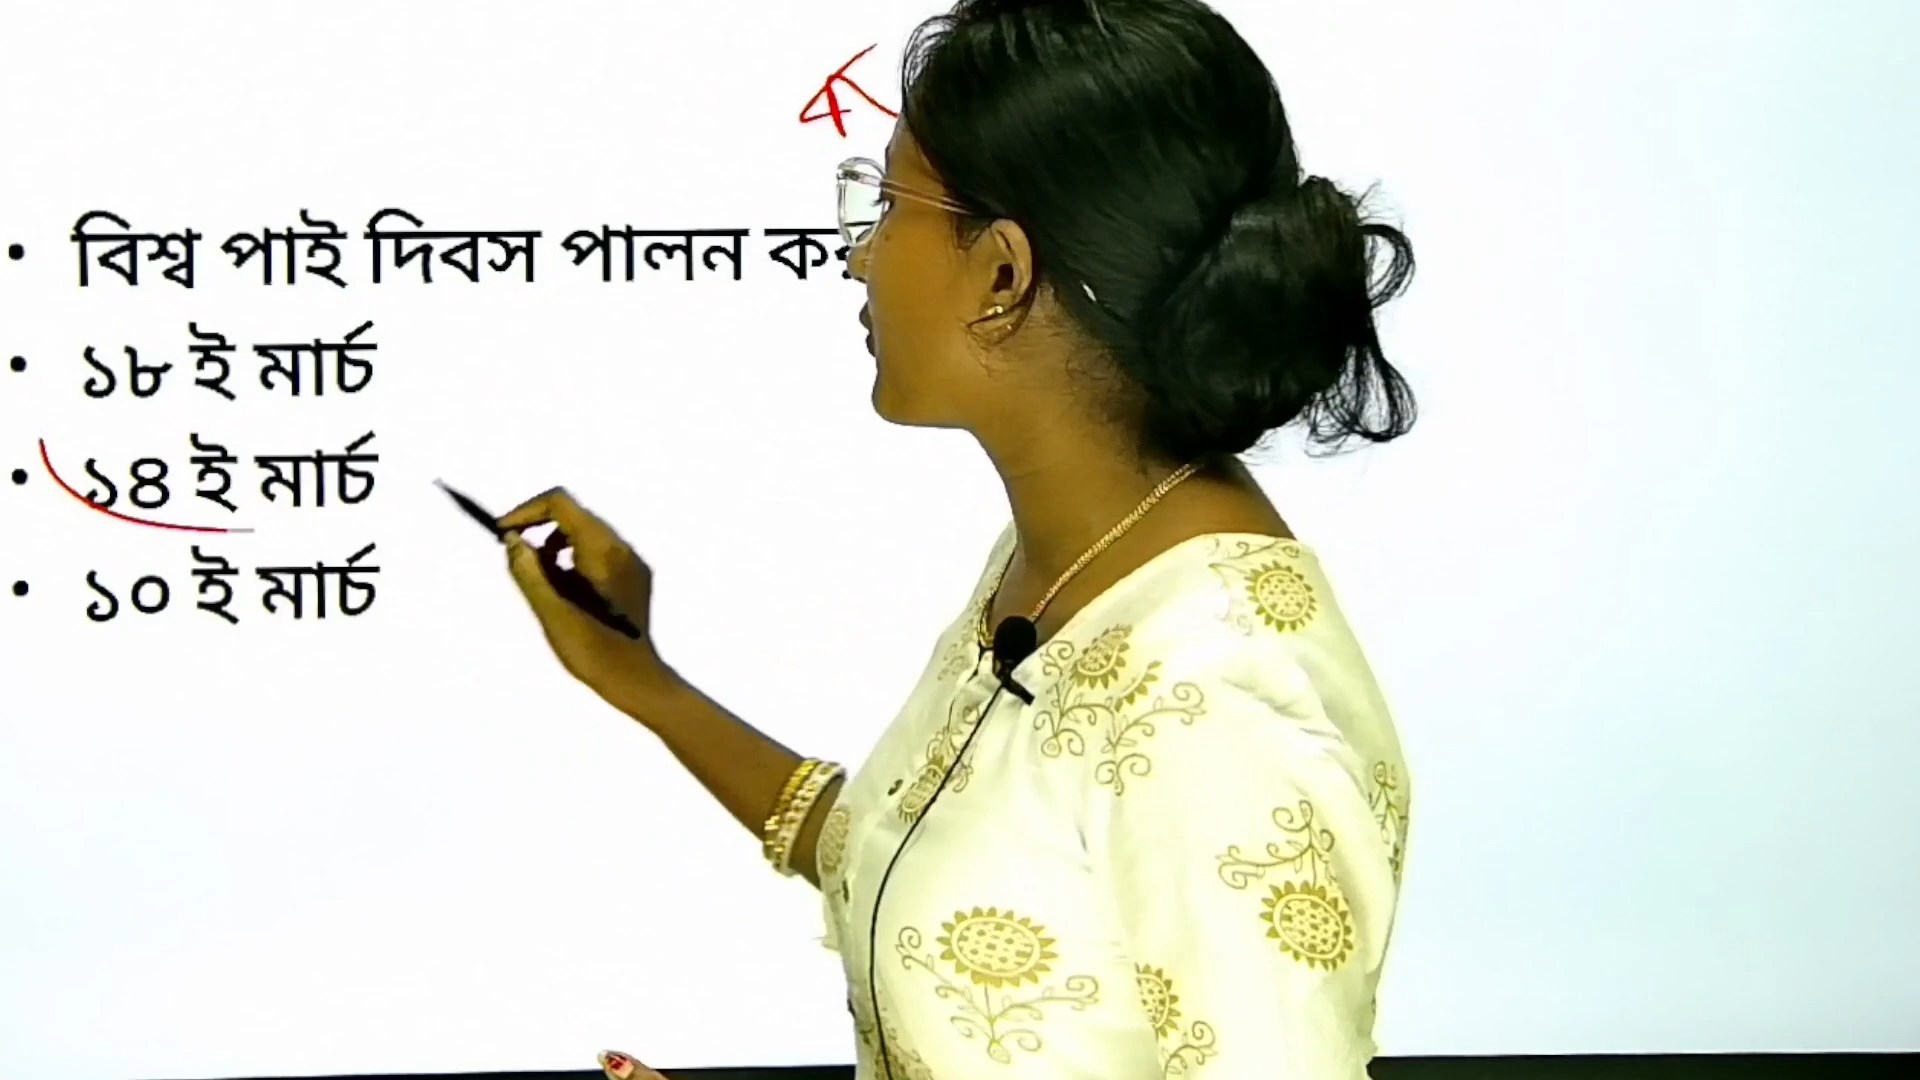 • বিশ্ব পাই দিবস পালন
• ১৮ ই মার্চ
• ১৪ ই মার্চ
• ১০ ই মার্চ